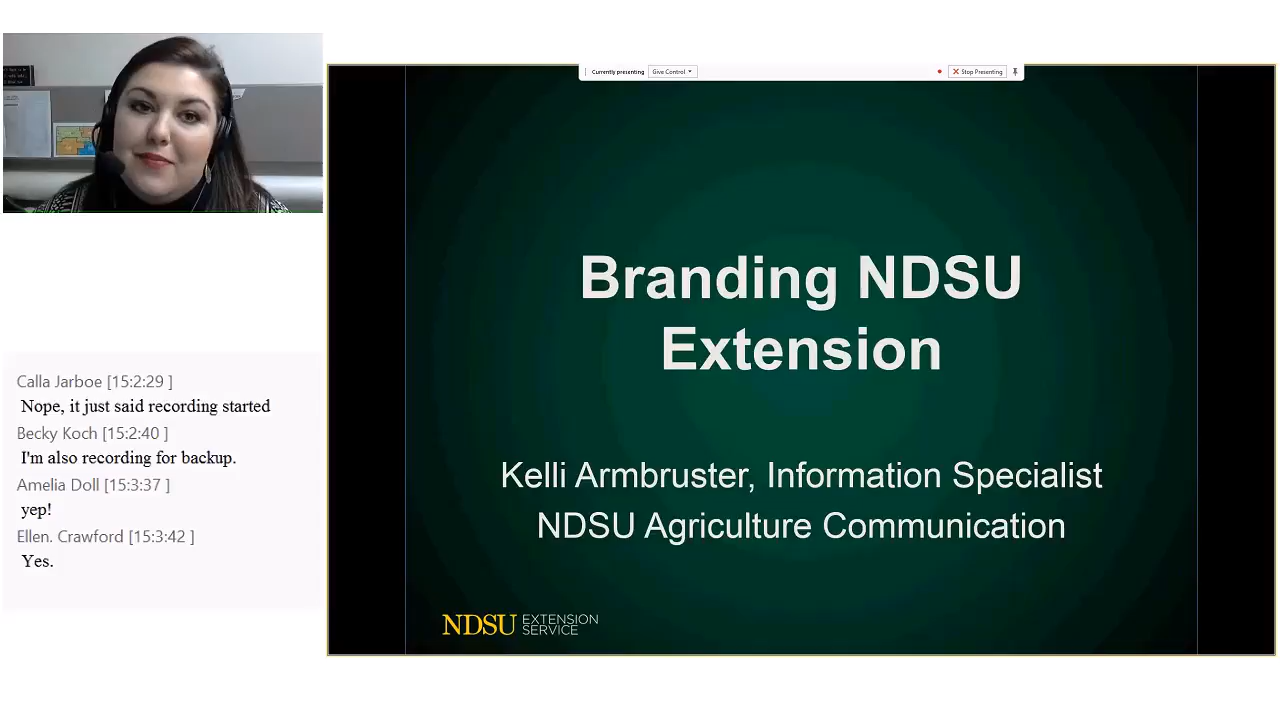 Currently presenting
Give Control
Stop Presenting
Branding NDSU
Extension
Kelli Armbruster, Information Specialist
NDSU Agriculture Communication
NDSU EXTENSION
SERVICE
Calla Jarboe [15:2:29 ]
Nope, it just said recording started
Becky Koch [15:2:40 ]
I'm also recording for backup.
Amelia Doll [15:3:37 ]
yep!
Ellen. Crawford [15:3:42 ]
Yes.